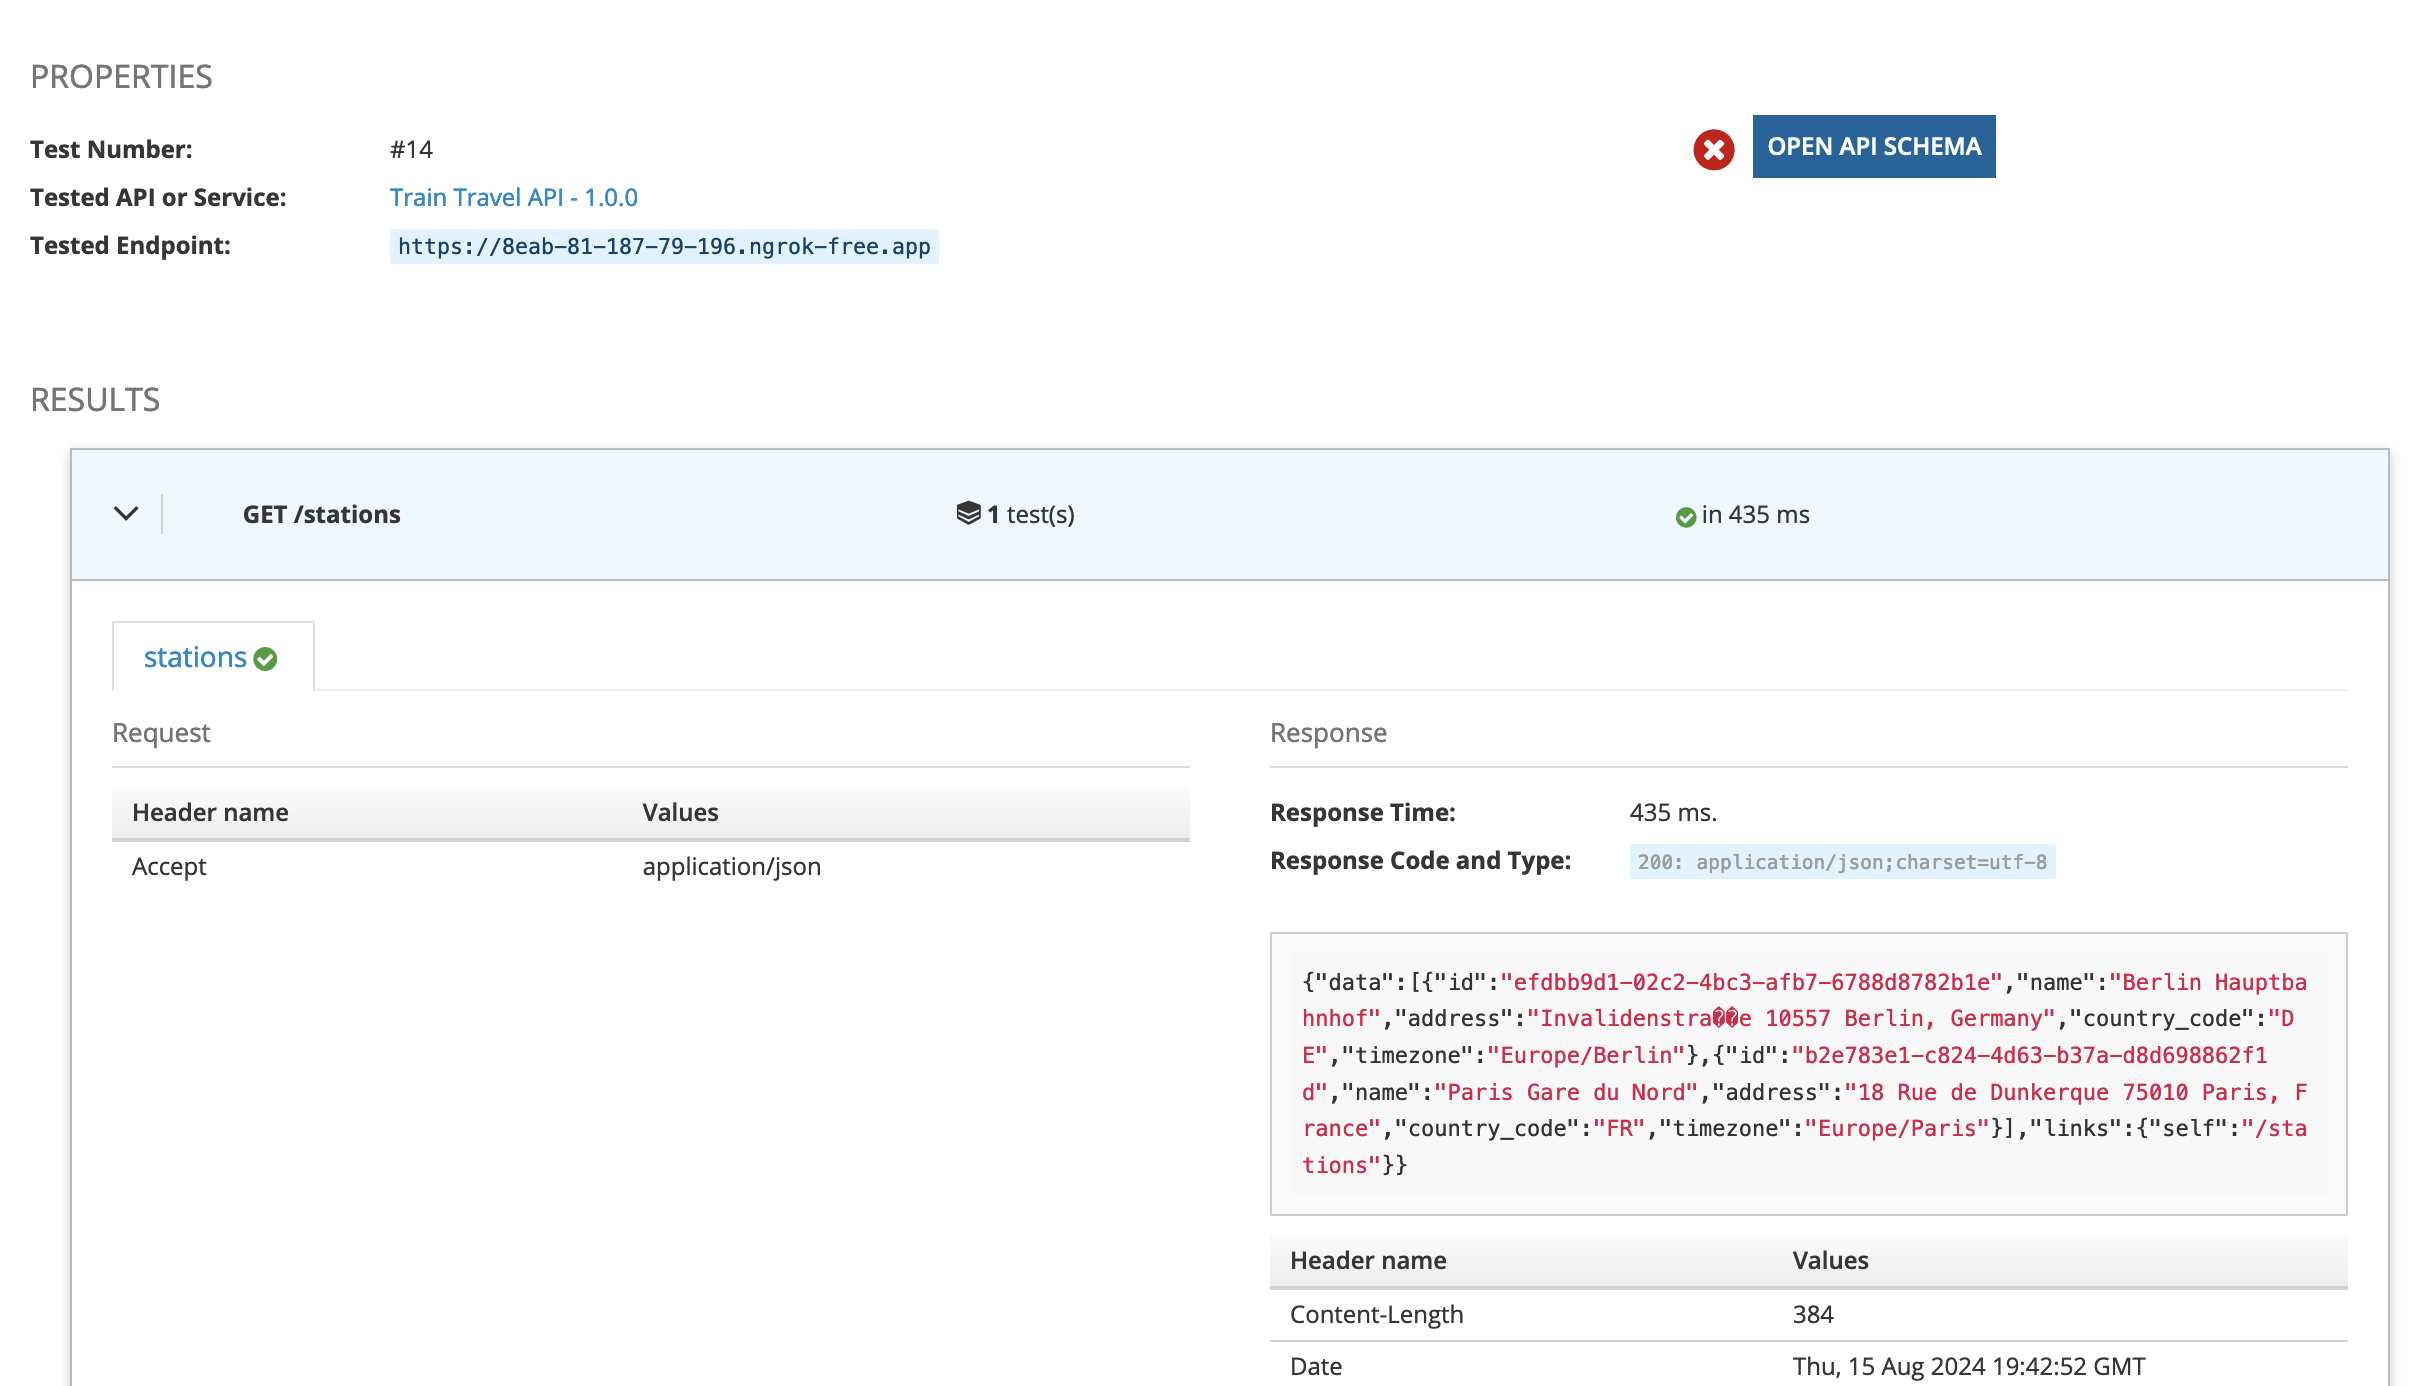 PROPERTIES
Test Number: #14
OPEN API SCHEMA
Tested API or Service: Train Travel API - 1.0.0
Tested Endpoint: https://8eab-81-187-79-196.ngrok-free.app
RESULTS
GET /stations 1 test(s) in 435 ms
stations
Request
Header name Values
Accept application/json
Response
Response Time: 435 ms.
Response Code and Type: 200: application/json;charset=utf-8
{"data":[{"id":"efdbb9d1-02c2-4bc3-afb7-6788d8782b1e","name":"Berlin Hauptba
hnhof","address":"Invalidenstra��e 10557 Berlin, Germany","country_code":"D
E","timezone":"Europe/Berlin"},{"id":"b2e783e1-c824-4d63-b37a-d8d698862f1
d","name":"Paris Gare du Nord","address":"18 Rue de Dunkerque 75010 Paris, F
rance","country_code":"FR","timezone":"Europe/Paris"}],"links":{"self":"/sta
tions"}}
Header name Values
Content-Length 384
Date Thu, 15 Aug 2024 19:42:52 GMT